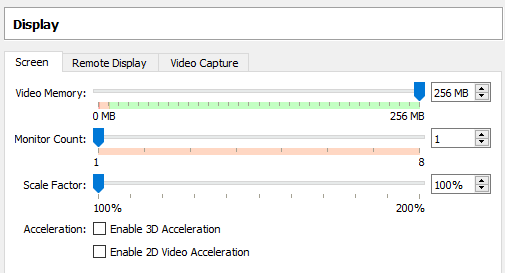 Display
Screen Remote Display Video Capture
Video Memory: 256 MB
0 MB 256 MB
Monitor Count: 1
1 8
Scale Factor: 100%
100% 200%
Acceleration: Enable 3D Acceleration
Enable 2D Video Acceleration